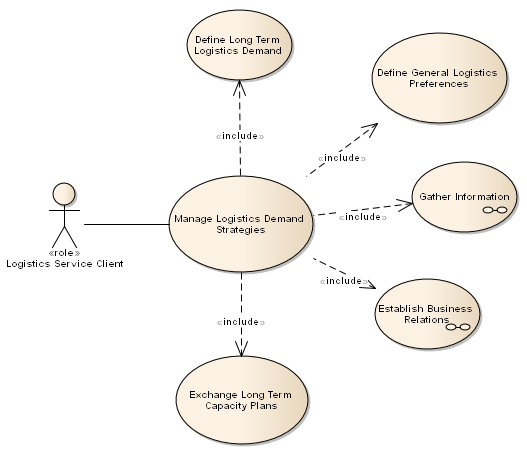 Define Long Term
Logistics Demand
Define General Logistics
Preferences
«include»
«include»
Gather Information
Manage Logistics Demand
Strategies
«include»
«role»
Logistics Service Client
«include»
Establish Business
Relations
«include»
Exchange Long Term
Capacity Plans